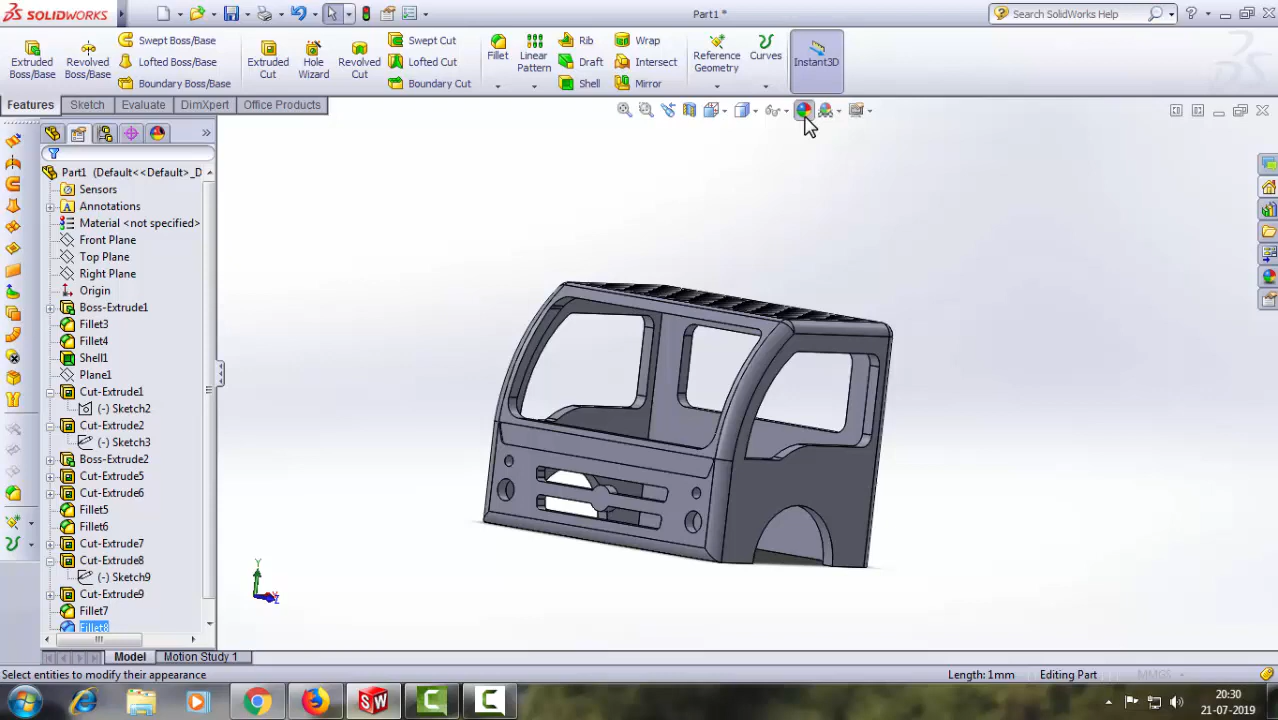 SOLIDWORKS
Part1 *
Search SolidWorks Help
Extruded Boss/Base
Revolved Boss/Base
Swept Boss/Base
Lofted Boss/Base
Boundary Boss/Base
Extruded Cut
Hole Wizard
Revolved Cut
Swept Cut
Lofted Cut
Boundary Cut
Fillet
Linear Pattern
Rib
Draft
Shell
Wrap
Intersect
Mirror
Reference Geometry
Curves
Instant3D
Features
Sketch
Evaluate
DimXpert
Office Products
Part1 (Default<<Default>_D
Sensors
Annotations
Material <not specified>
Front Plane
Top Plane
Right Plane
Origin
Boss-Extrude1
Fillet3
Fillet4
Shell1
Plane1
Cut-Extrude1
(-) Sketch2
Cut-Extrude2
(-) Sketch3
Boss-Extrude2
Cut-Extrude5
Cut-Extrude6
Fillet5
Fillet6
Cut-Extrude7
Cut-Extrude8
(-) Sketch9
Cut-Extrude9
Fillet7
Fillet8
Y
Model
Motion Study 1
Select entities to modify their appearance
Length: 1mm
Editing Part
MMGS
20:30
21-07-2019